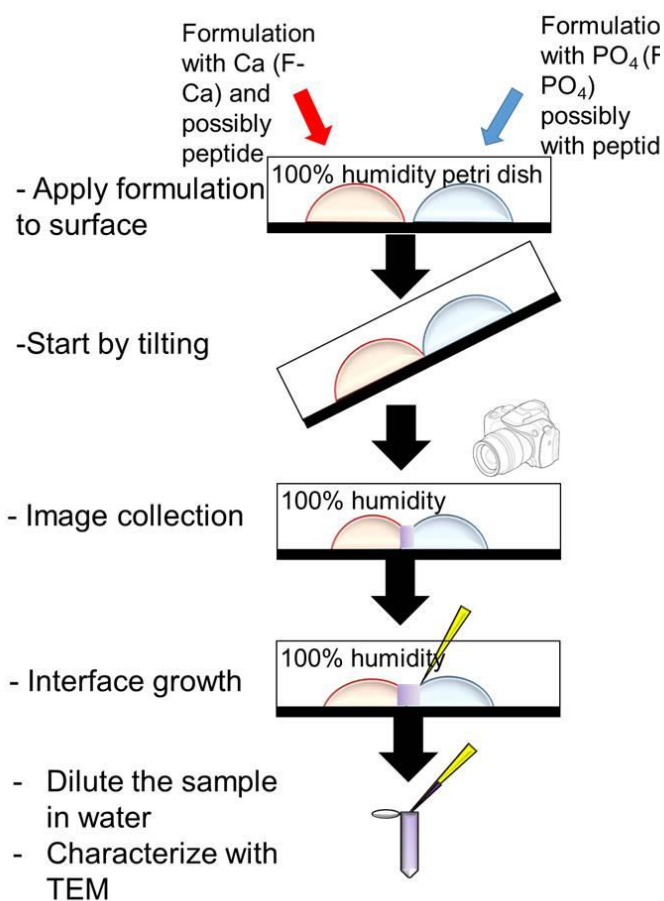 Formulation
with Ca (F-
Ca) and
possibly
peptide
Formulatio
with PO₄ (F
PO₄)
possibly
with peptid
100% humidity petri dish
- Apply formulation
to surface
-Start by tilting
- Image collection
100% humidity
- Interface growth
100% humidity
- Dilute the sample
in water
- Characterize with
TEM